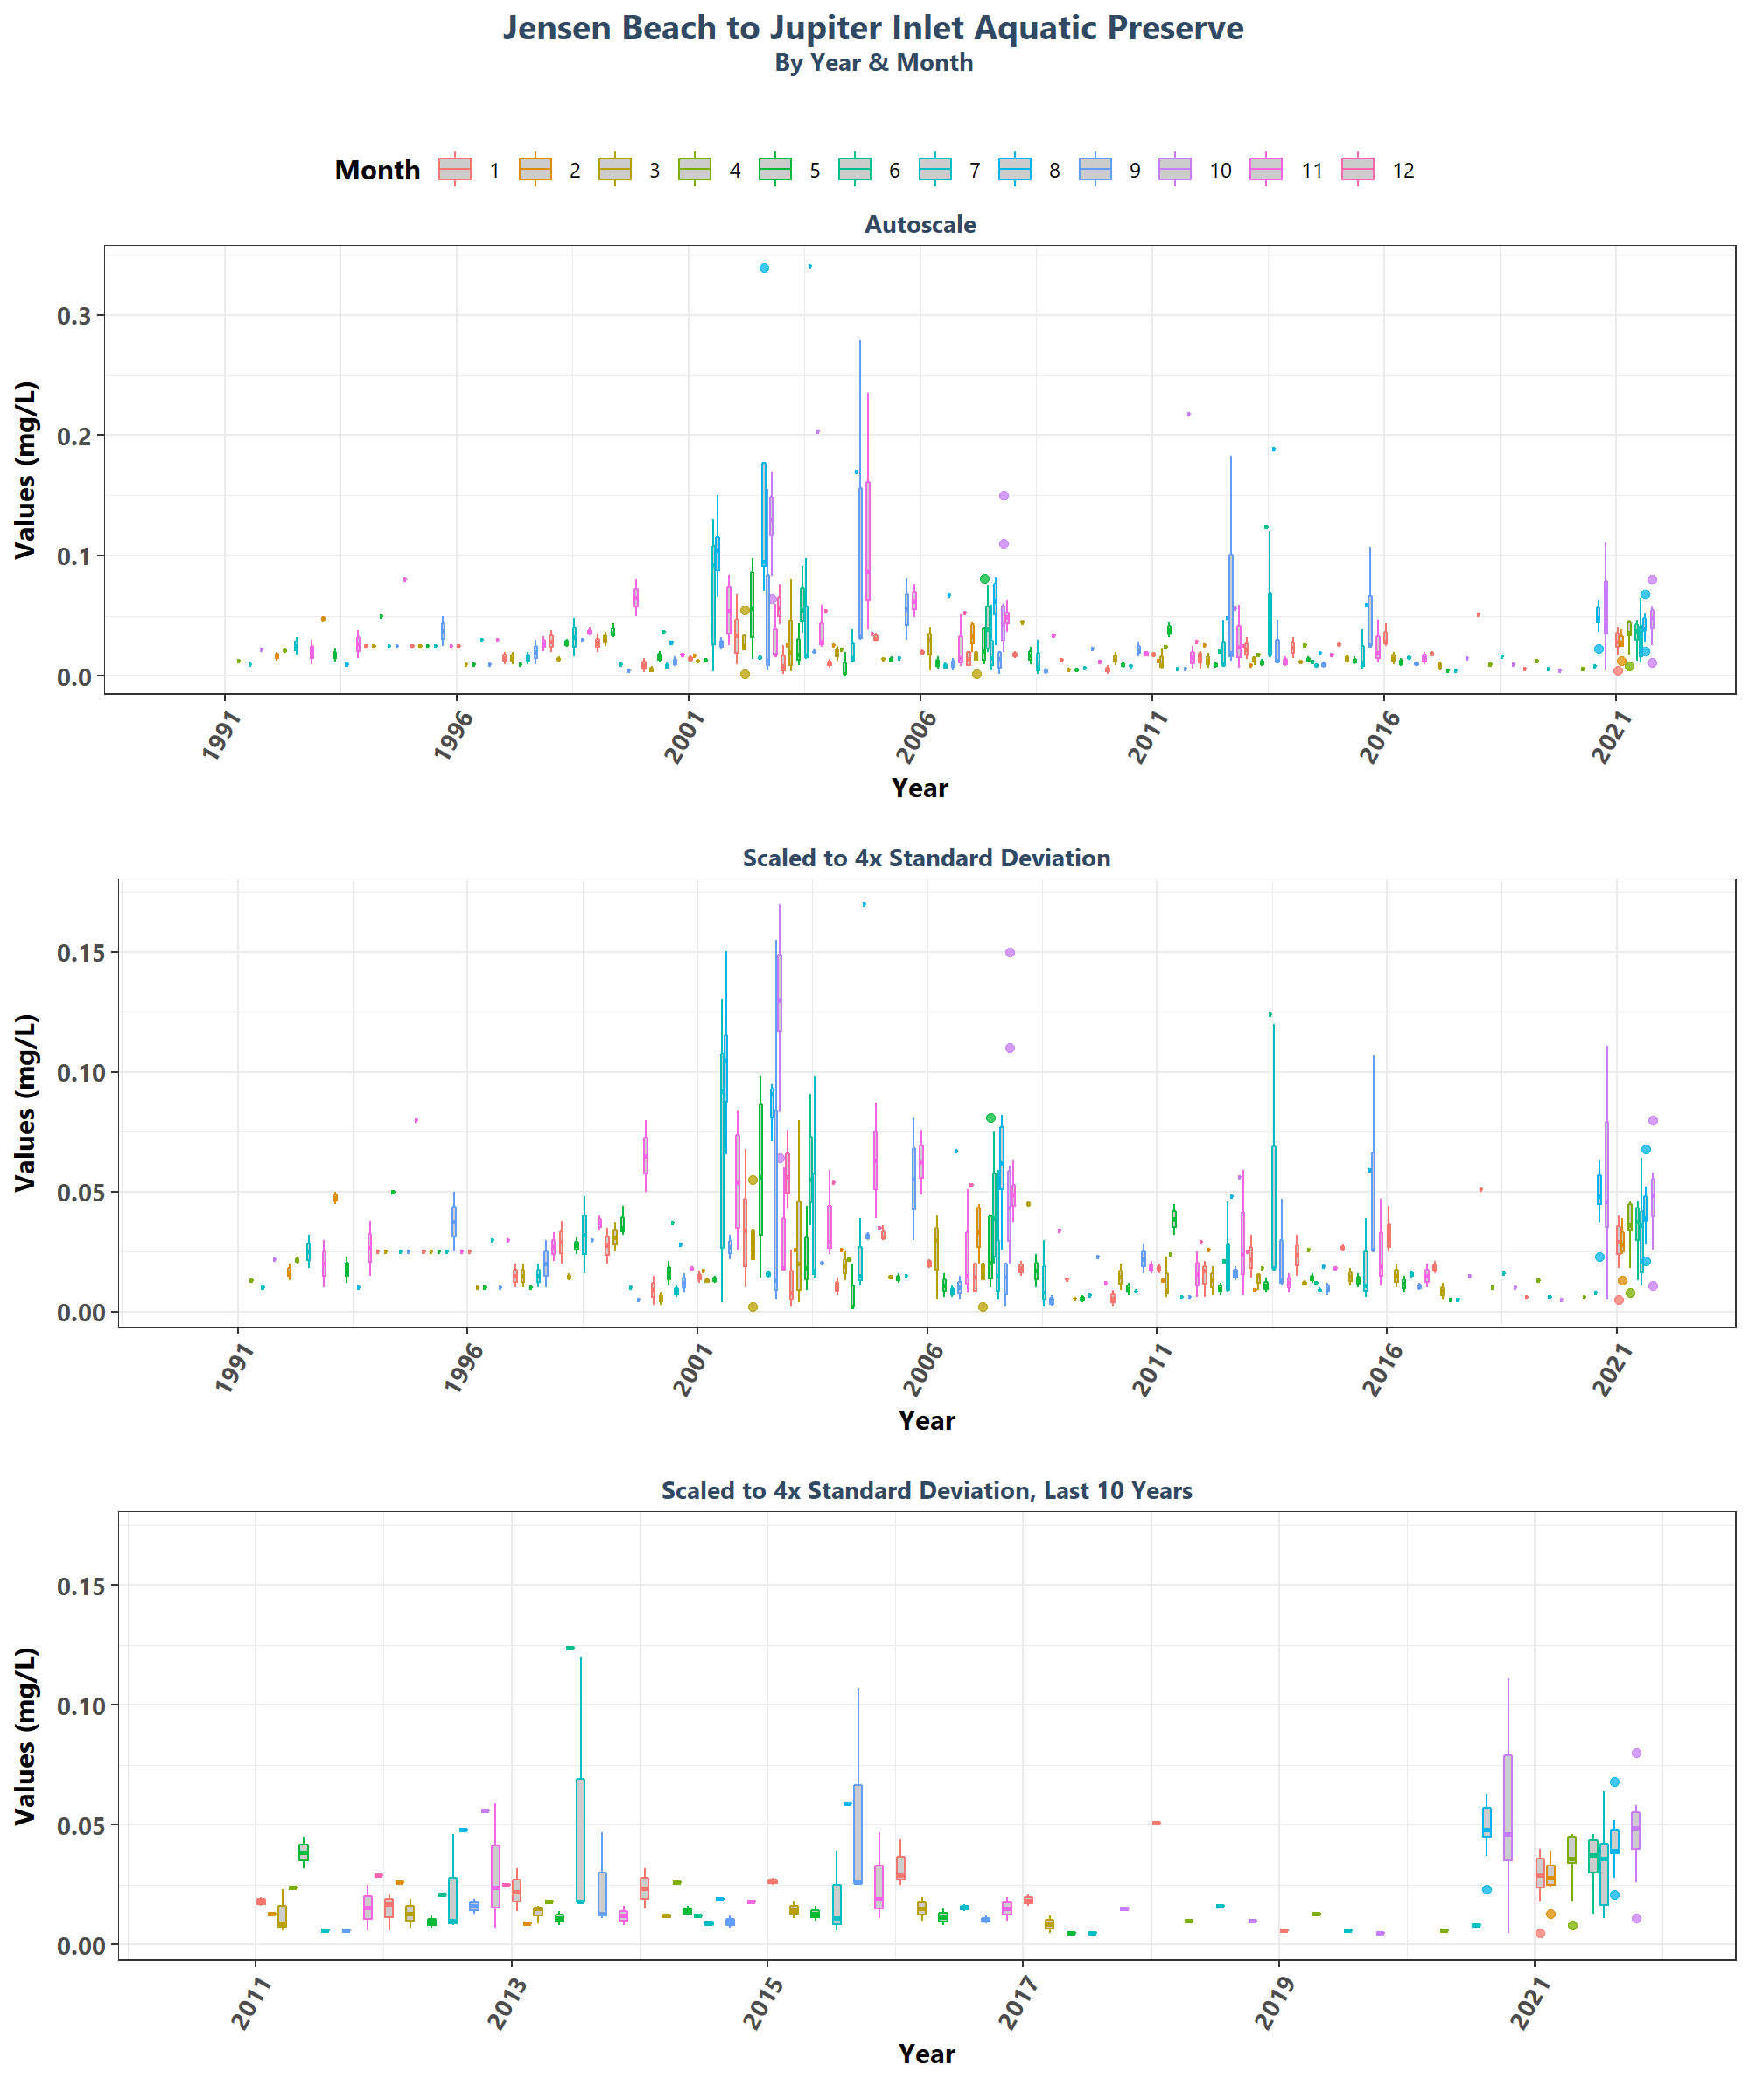 Jensen Beach to Jupiter Inlet Aquatic Preserve
By Year & Month
Month 1 2 3 4 5 6 7 8 9 10 11 12
Autoscale
Values (mg/L)
0.3
0.2
0.1
0.0
1991 1996 2001 2006 2011 2016 2021
Year
Scaled to 4x Standard Deviation
Values (mg/L)
0.15
0.10
0.05
0.00
1991 1996 2001 2006 2011 2016 2021
Year
Scaled to 4x Standard Deviation, Last 10 Years
Values (mg/L)
0.15
0.10
0.05
0.00
2011 2013 2015 2017 2019 2021
Year